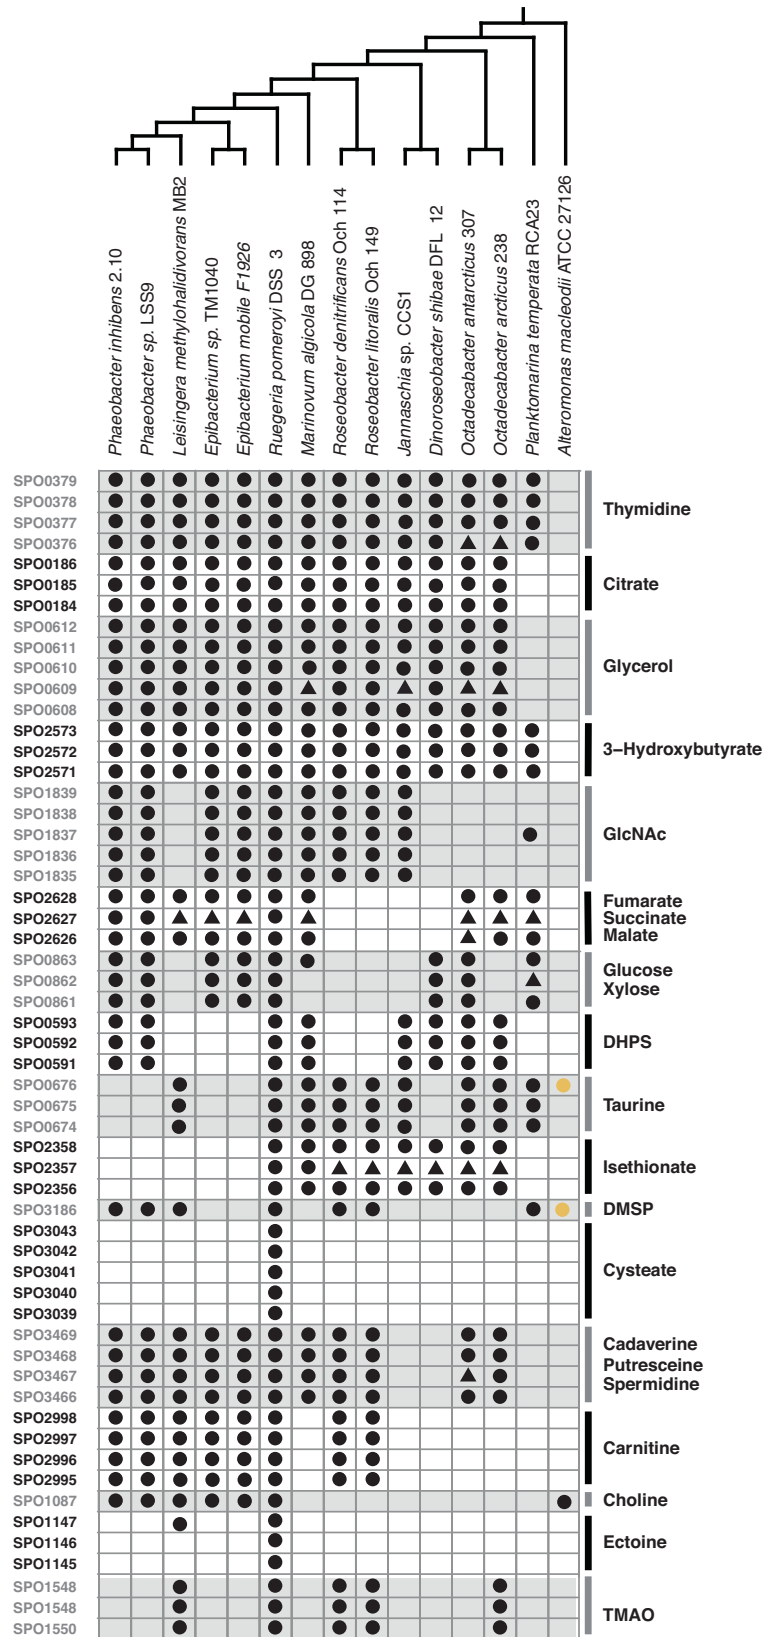 Phaeobacter inhibens 2.10
Phaeobacter sp. LSS9
Leisingera methylohalidivorans MB2
Epibacterium sp. TM1040
Epibacterium mobile F1926
Ruegeria pomeroyi DSS 3
Marinovum algicola DG 898
Roseobacter denitrificans Och 114
Roseobacter litoralis Och 149
Jannaschia sp. CCS1
Dinoroseobacter shibae DFL 12
Octadecabacter antarcticus 307
Octadecabacter arcticus 238
Planktomarina temperata RCA23
Alteromonas macleodii ATCC 27126
SPO0379
SPO0378
SPO0377
SPO0376
Thymidine
SPO0186
SPO0185
SPO0184
Citrate
SPO0612
SPO0611
SPO0610
SPO0609
SPO0608
Glycerol
SPO2573
SPO2572
SPO2571
3–Hydroxybutyrate
SPO1839
SPO1838
SPO1837
SPO1836
SPO1835
GlcNAc
SPO2628
SPO2627
SPO2626
Fumarate
Succinate
Malate
SPO0863
SPO0862
SPO0861
Glucose
Xylose
SPO0593
SPO0592
SPO0591
DHPS
SPO0676
SPO0675
SPO0674
Taurine
SPO2358
SPO2357
SPO2356
Isethionate
SPO3186
DMSP
SPO3043
SPO3042
SPO3041
SPO3040
SPO3039
Cysteate
SPO3469
SPO3468
SPO3467
SPO3466
Cadaverine
Putresceine
Spermidine
SPO2998
SPO2997
SPO2996
SPO2995
Carnitine
SPO1087
Choline
SPO1147
SPO1146
SPO1145
Ectoine
SPO1548
SPO1548
SPO1550
TMAO